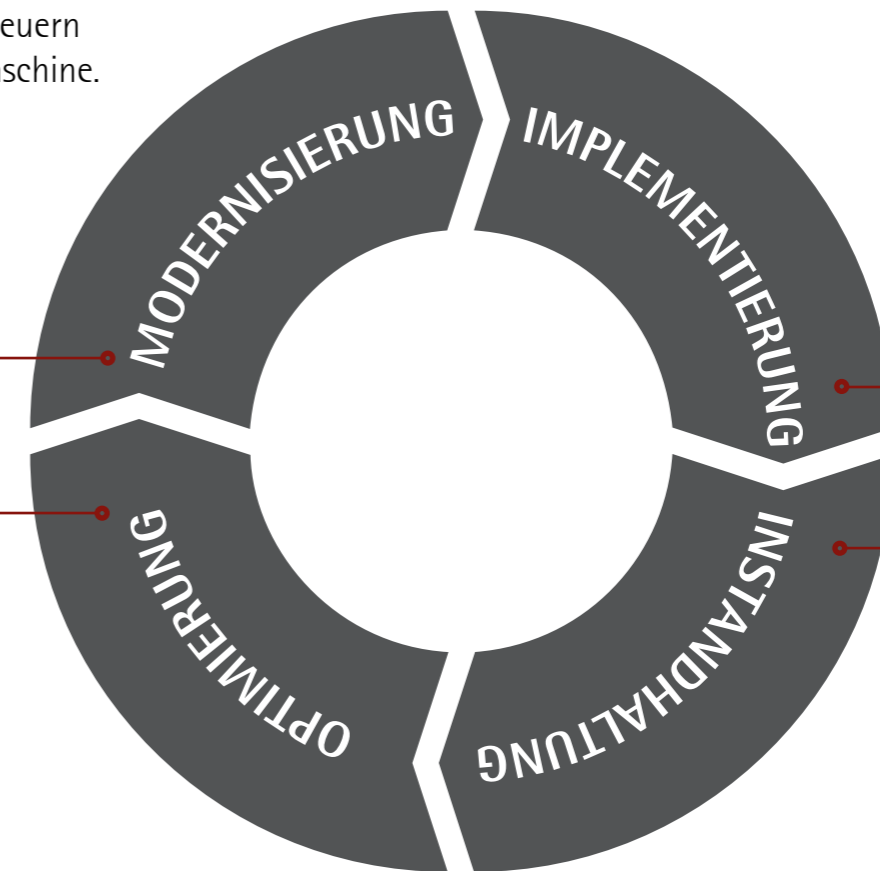 euern
schine.
MODERNISIERUNG
IMPLEMENTIERUNG
INSTANDHALTUNG
OPTIMIERUNG